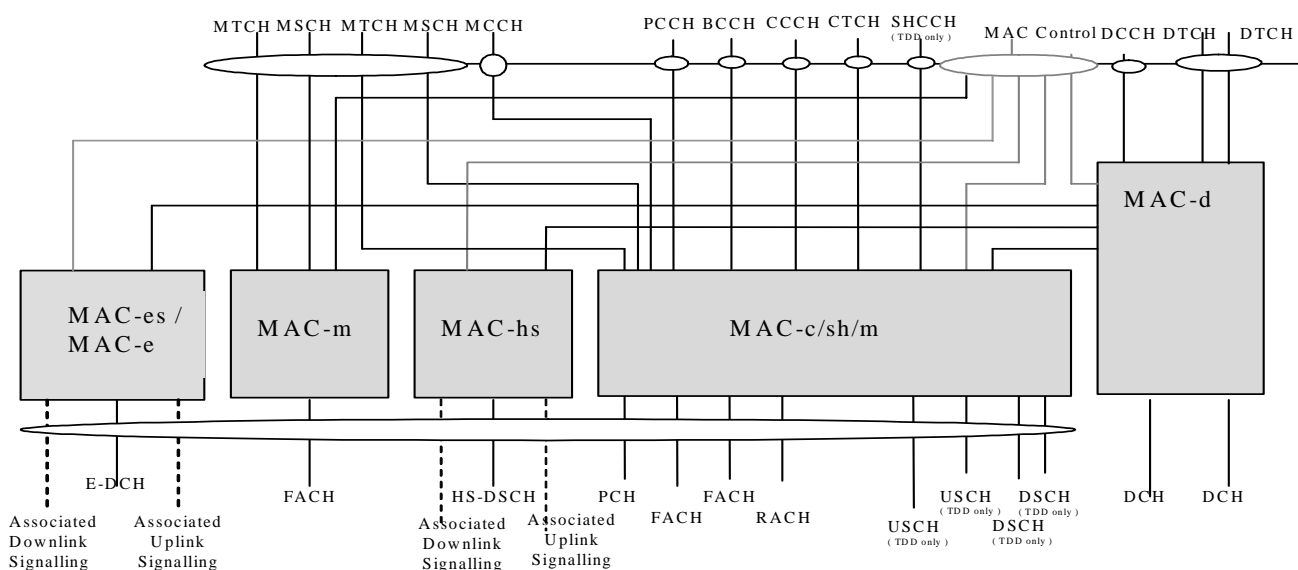 MTCH MSCH MTCH MSCH MCCH PCCH BCCH CCCH CTCH SHCCH MAC Control DCCH DTCH DTCH
( TDD only )
MAC-d
MAC-es /
MAC-e
MAC-m
MAC-hs
MAC-c/sh/m
E-DCH
FACH
HS-DSCH
PCH
FACH
FACH
RACH
USCH
( TDD only )
USCH
( TDD only )
DSCH
( TDD only )
DSCH
( TDD only )
DCH
DCH
Associated
Downlink
Signalling
Associated
Uplink
Signalling
Associated
Downlink
Signalling
Associated
Uplink
Signalling